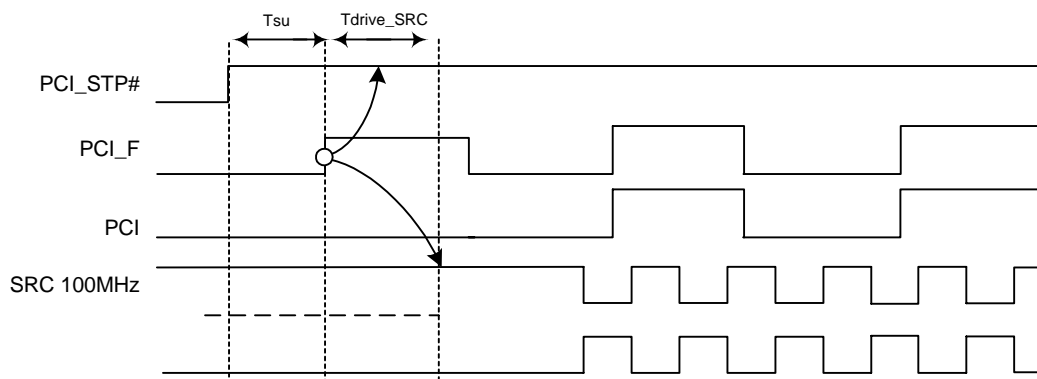 Tsu
Tdrive_SRC
PCI_STP#
PCI_F
PCI
SRC 100MHz